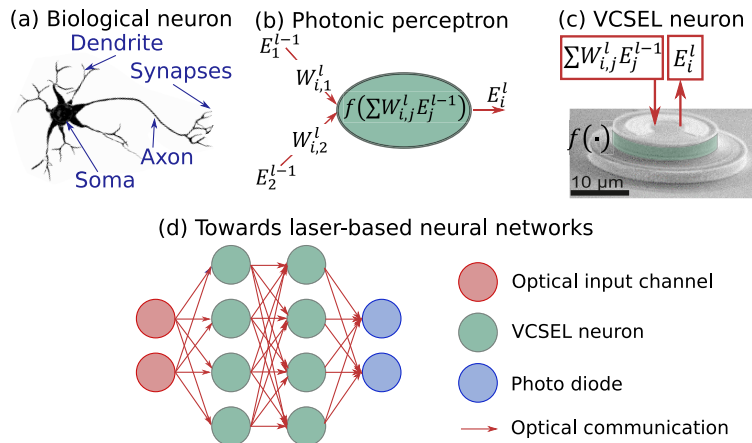 (a) Biological neuron
Dendrite
Synapses
Axon
Soma
(b) Photonic perceptron
E_1^{l-1}
W_{i,1}^l
f(∑W_{i,j}^l E_j^{l-1})
E_i^l
W_{i,2}^l
E_2^{l-1}
(c) VCSEL neuron
∑W_{i,j}^l E_j^{l-1}
E_i^l
f(·)
10 μm
(d) Towards laser-based neural networks
Optical input channel
VCSEL neuron
Photo diode
Optical communication